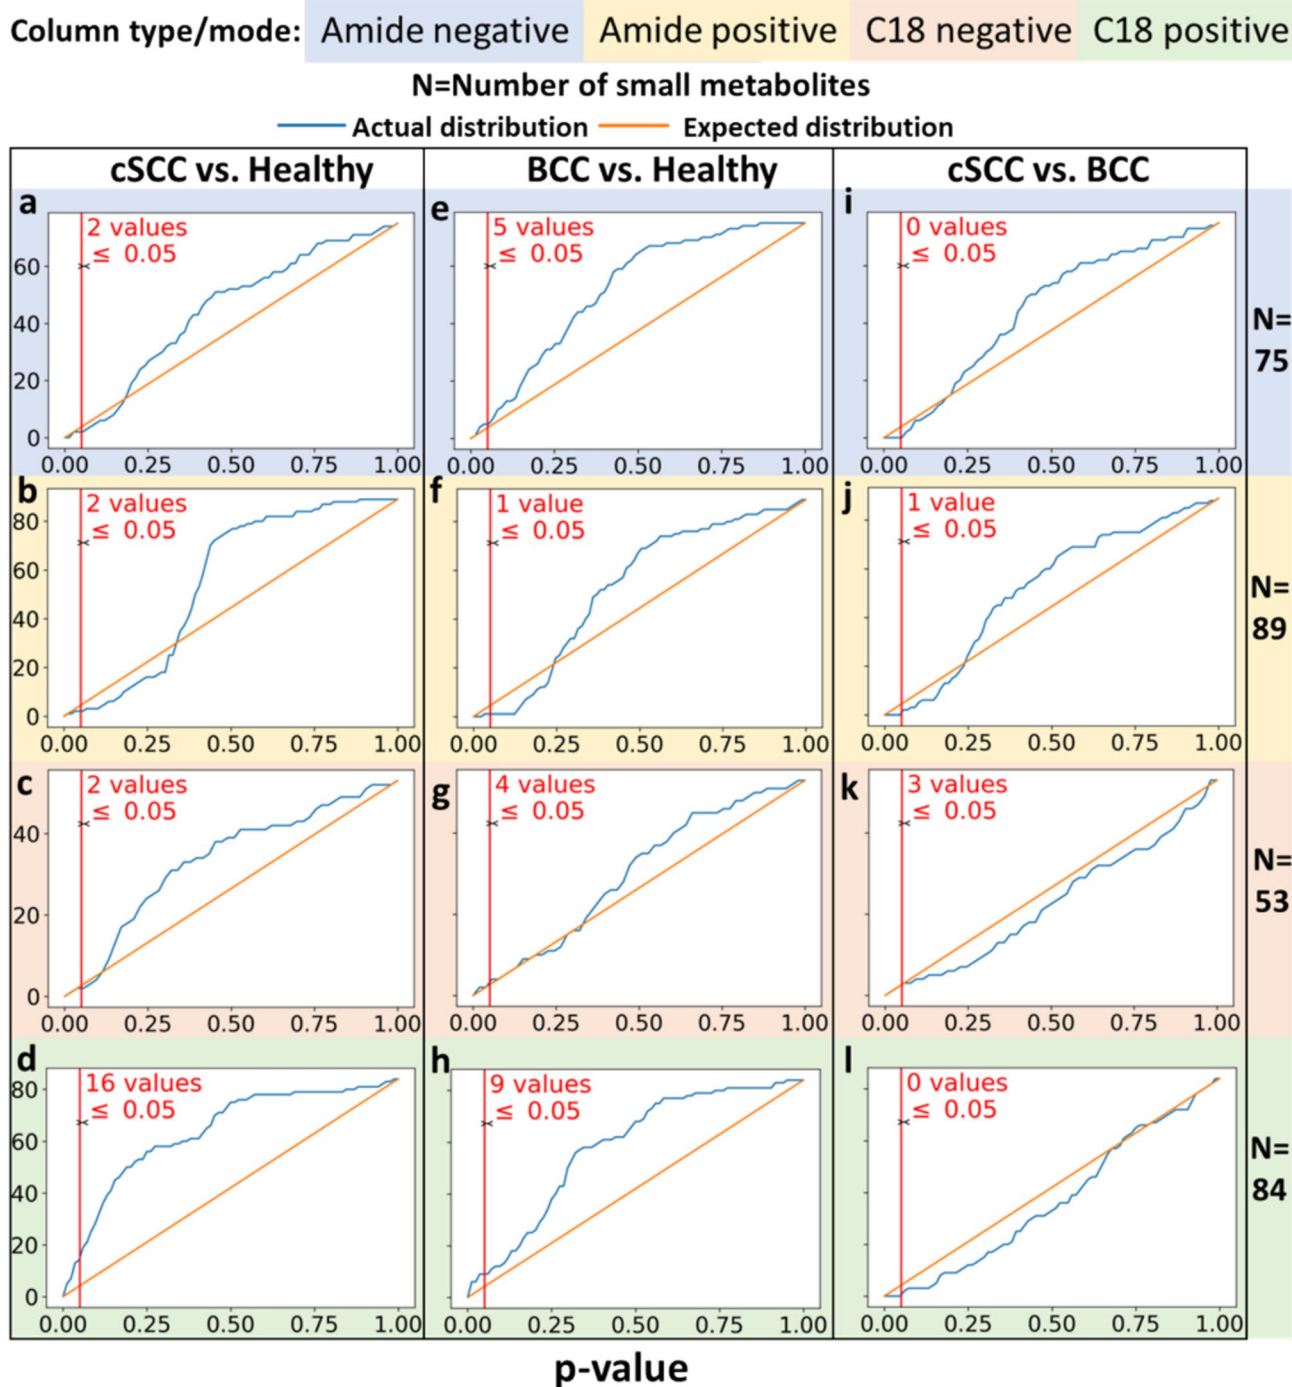 Column type/mode: Amide negative Amide positive C18 negative C18 positive
N=Number of small metabolites
Actual distribution Expected distribution
cSCC vs. Healthy BCC vs. Healthy cSCC vs. BCC
a
2 values
≤ 0.05
60
40
20
0
0.00 0.25 0.50 0.75 1.00
e
5 values
≤ 0.05
0.00 0.25 0.50 0.75 1.00
i
0 values
≤ 0.05
0.00 0.25 0.50 0.75 1.00
N=
75
b
2 values
≤ 0.05
80
60
40
20
0
0.00 0.25 0.50 0.75 1.00
f
1 value
≤ 0.05
0.00 0.25 0.50 0.75 1.00
j
1 value
≤ 0.05
0.00 0.25 0.50 0.75 1.00
N=
89
c
2 values
≤ 0.05
40
20
0
0.00 0.25 0.50 0.75 1.00
g
4 values
≤ 0.05
0.00 0.25 0.50 0.75 1.00
k
3 values
≤ 0.05
0.00 0.25 0.50 0.75 1.00
N=
53
d
16 values
≤ 0.05
80
60
40
20
0
0.00 0.25 0.50 0.75 1.00
h
9 values
≤ 0.05
0.00 0.25 0.50 0.75 1.00
l
0 values
≤ 0.05
0.00 0.25 0.50 0.75 1.00
N=
84
p-value